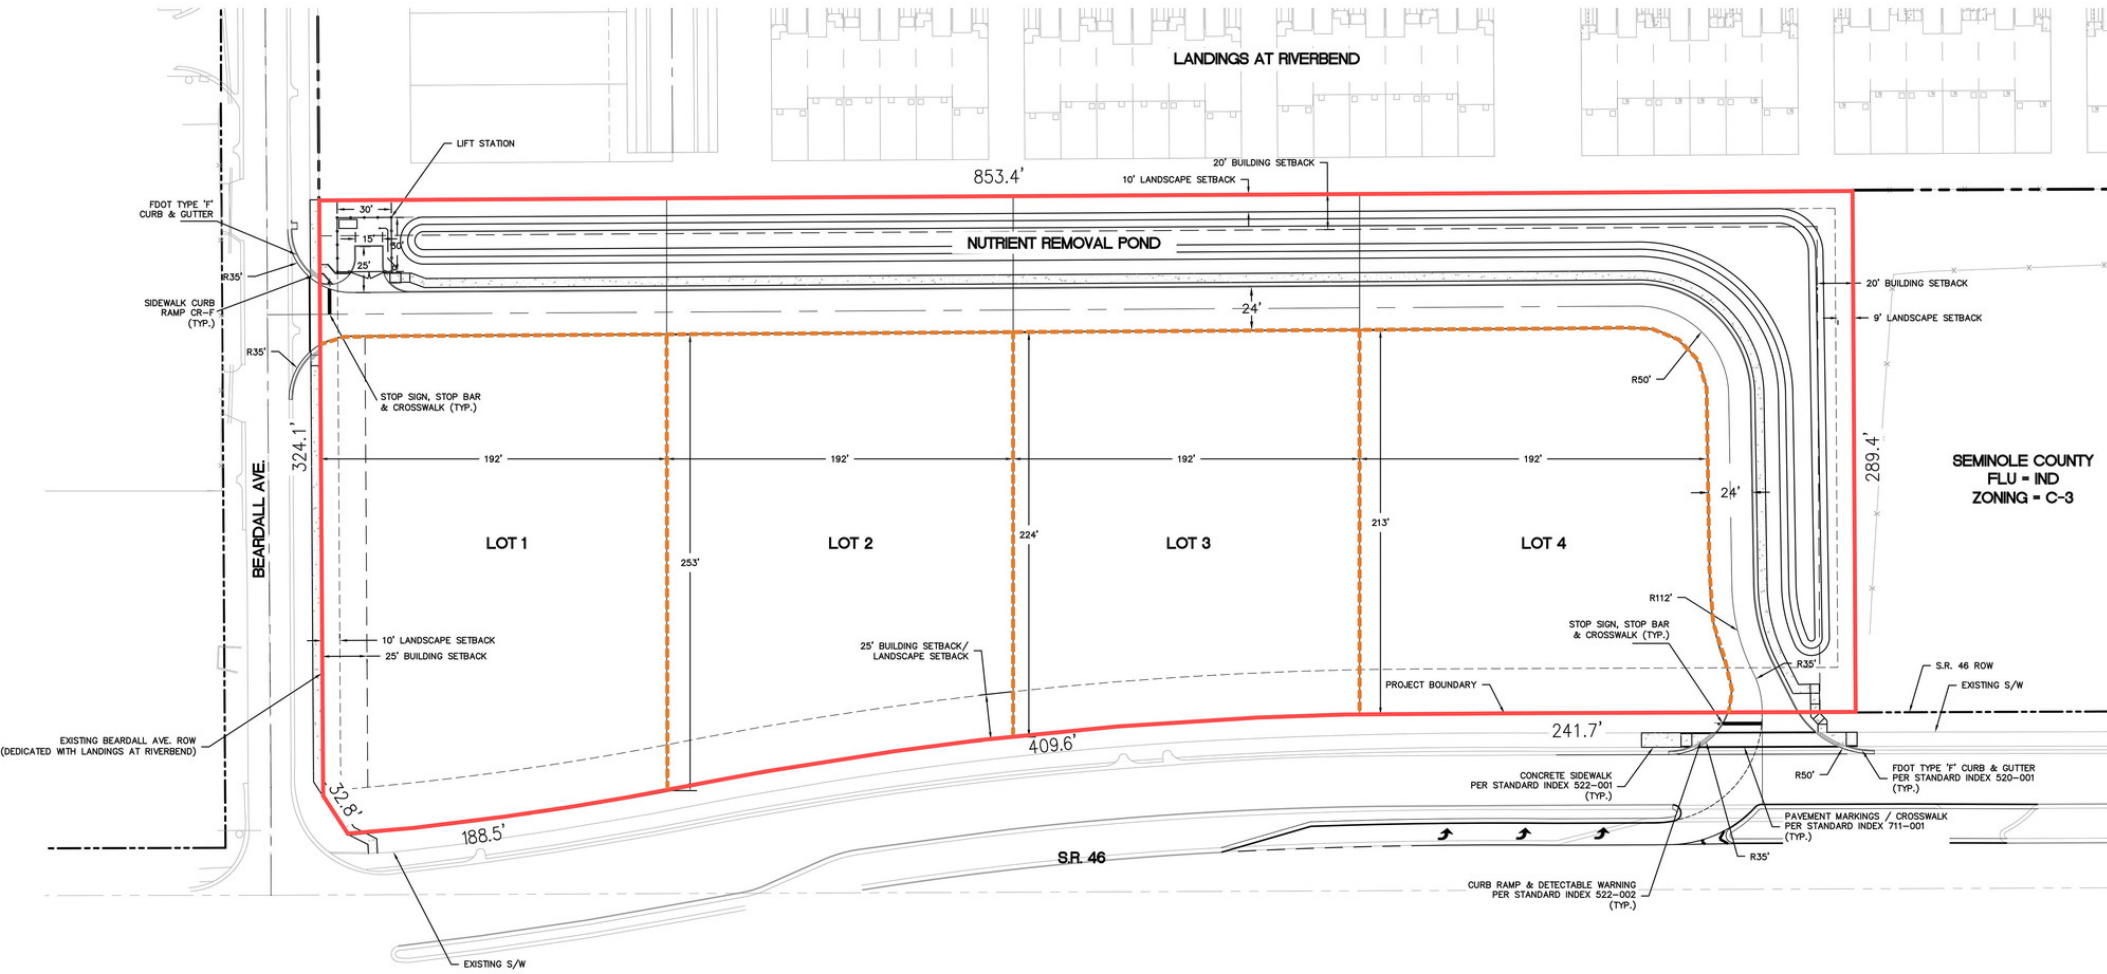 LANDINGS AT RIVERBEND
LIFT STATION
853.4'
20' BUILDING SETBACK
10' LANDSCAPE SETBACK
FDOT TYPE 'F'
CURB & GUTTER
30'
15'
30'
25'
NUTRIENT REMOVAL POND
R35'
SIDEWALK CURB
RAMP CR-F
(TYP.)
24'
20' BUILDING SETBACK
9' LANDSCAPE SETBACK
R35'
STOP SIGN, STOP BAR
& CROSSWALK (TYP.)
R50'
324.1'
BEARDALL AVE.
192'
192'
192'
192'
289.4'
SEMINOLE COUNTY
FLU = IND
ZONING = C-3
24'
LOT 1
LOT 2
LOT 3
LOT 4
253'
224'
213'
R112'
STOP SIGN, STOP BAR
& CROSSWALK (TYP.)
10' LANDSCAPE SETBACK
25' BUILDING SETBACK
25' BUILDING SETBACK/
LANDSCAPE SETBACK
R35'
S.R. 46 ROW
EXISTING S/W
PROJECT BOUNDARY
EXISTING BEARDALL AVE. ROW
(DEDICATED WITH LANDINGS AT RIVERBEND)
409.6'
241.7'
32.8'
188.5'
CONCRETE SIDEWALK
PER STANDARD INDEX 522-001
(TYP.)
R50'
FDOT TYPE 'F' CURB & GUTTER
PER STANDARD INDEX 520-001
(TYP.)
PAVEMENT MARKINGS / CROSSWALK
PER STANDARD INDEX 711-001
(TYP.)
R35'
S.R. 46
CURB RAMP & DETECTABLE WARNING
PER STANDARD INDEX 522-002
(TYP.)
EXISTING S/W